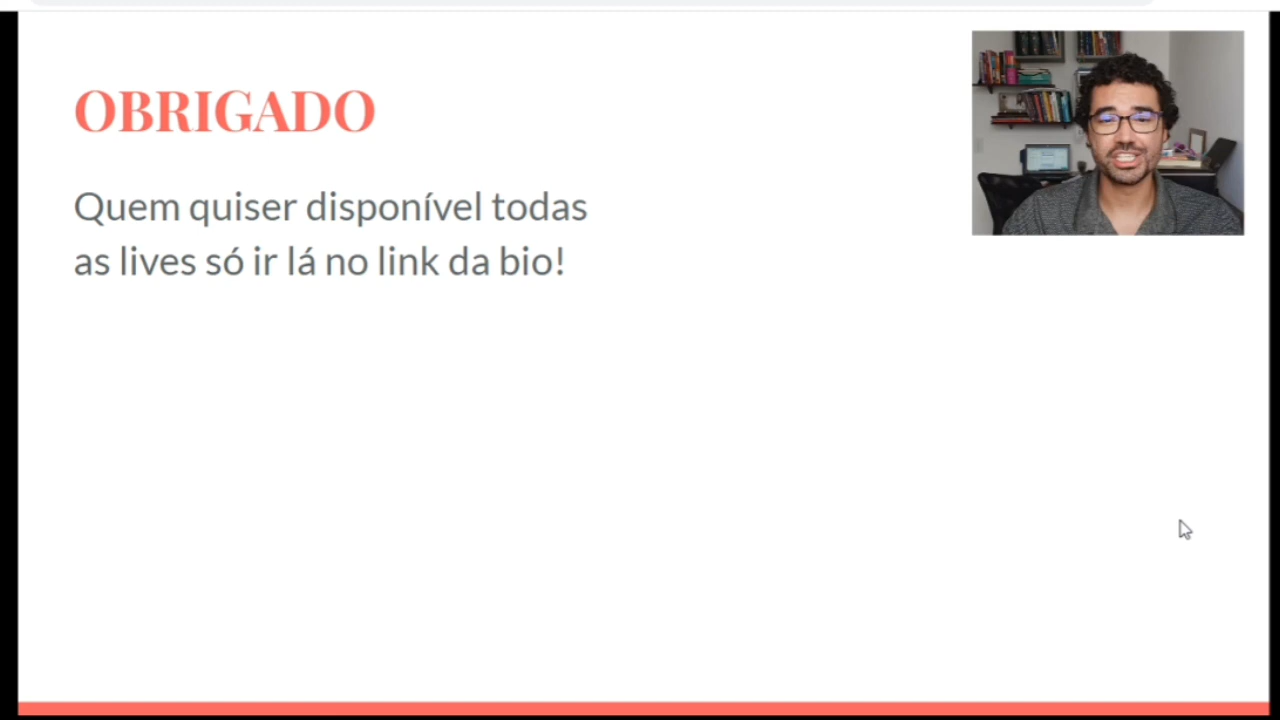 OBRIGADO
Quem quiser disponível todas
as lives só ir lá no link da bio!